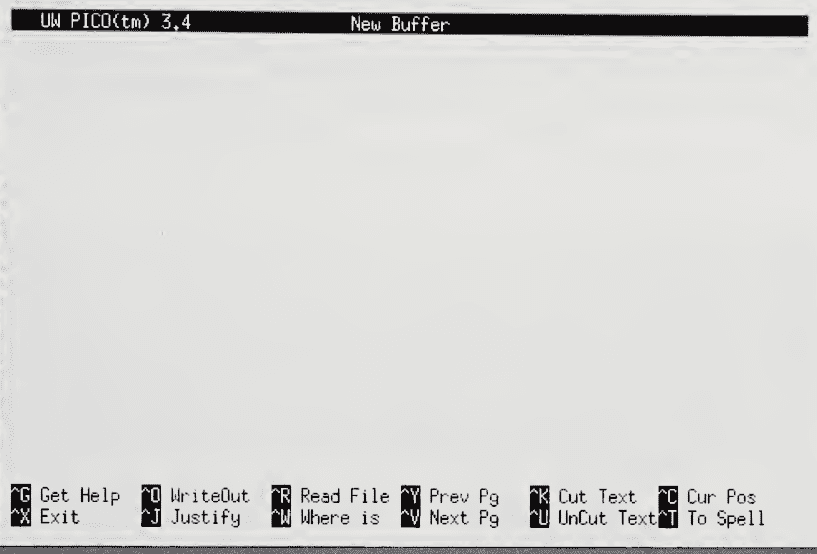 UW PICO(tm) 3.4 New Buffer
^G Get Help ^O WriteOut ^R Read File ^Y Prev Pg ^K Cut Text ^C Cur Pos
^X Exit ^J Justify ^W Where is ^V Next Pg ^U UnCut Text ^T To Spell